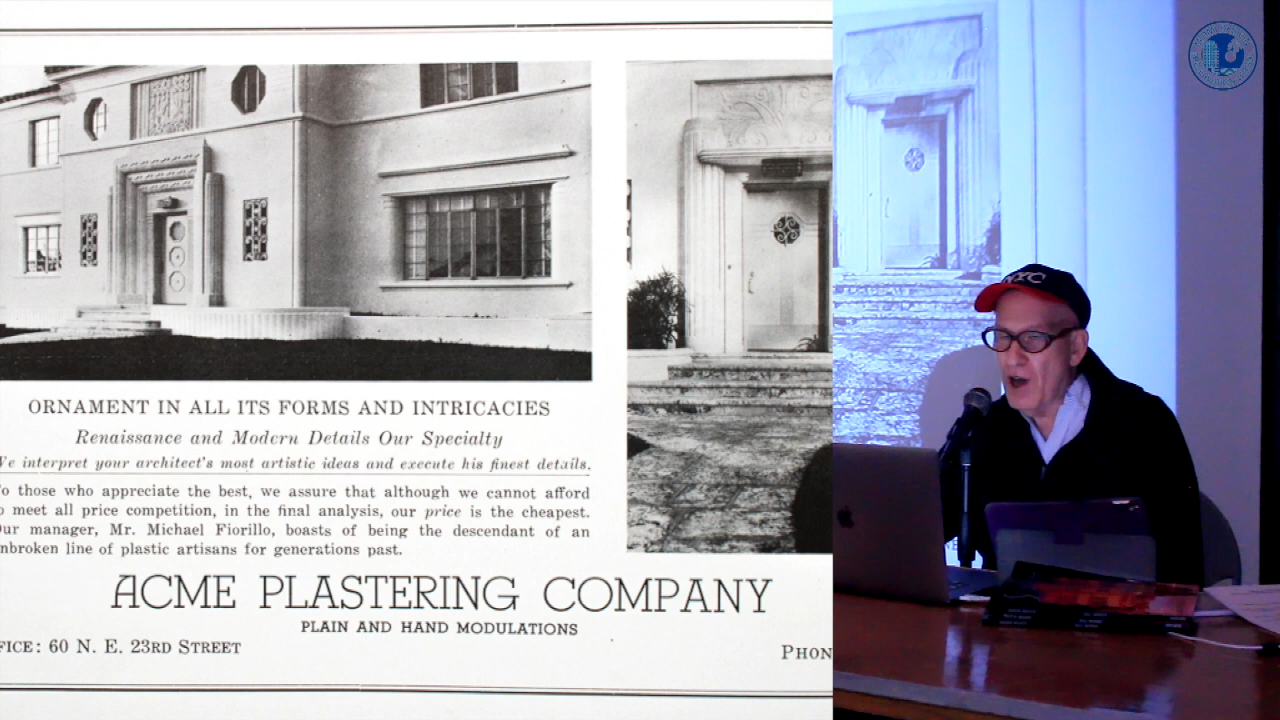 ORNAMENT IN ALL ITS FORMS AND INTRICACIES
Renaissance and Modern Details Our Specialty
We interpret your architect's most artistic ideas and execute his finest details.
To those who appreciate the best, we assure that although we cannot afford
to meet all price competition, in the final analysis, our price is the cheapest.
Our manager, Mr. Michael Fiorillo, boasts of being the descendant of an
unbroken line of plastic artisans for generations past.
ACME PLASTERING COMPANY
PLAIN AND HAND MODULATIONS
FICE: 60 N. E. 23RD STREET
PHON
NYC